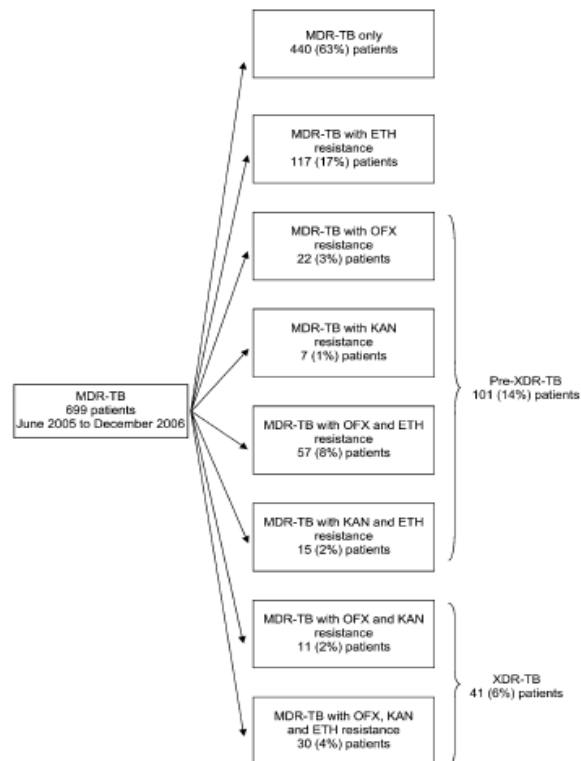 MDR-TB only
440 (63%) patients
MDR-TB with ETH
resistance
117 (17%) patients
MDR-TB with OFX
resistance
22 (3%) patients
MDR-TB with KAN
resistance
7 (1%) patients
Pre-XDR-TB
101 (14%) patients
MDR-TB
699 patients
June 2005 to December 2006
MDR-TB with OFX and ETH
resistance
57 (8%) patients
MDR-TB with KAN and ETH
resistance
15 (2%) patients
MDR-TB with OFX and KAN
resistance
11 (2%) patients
XDR-TB
41 (6%) patients
MDR-TB with OFX, KAN
and ETH resistance
30 (4%) patients